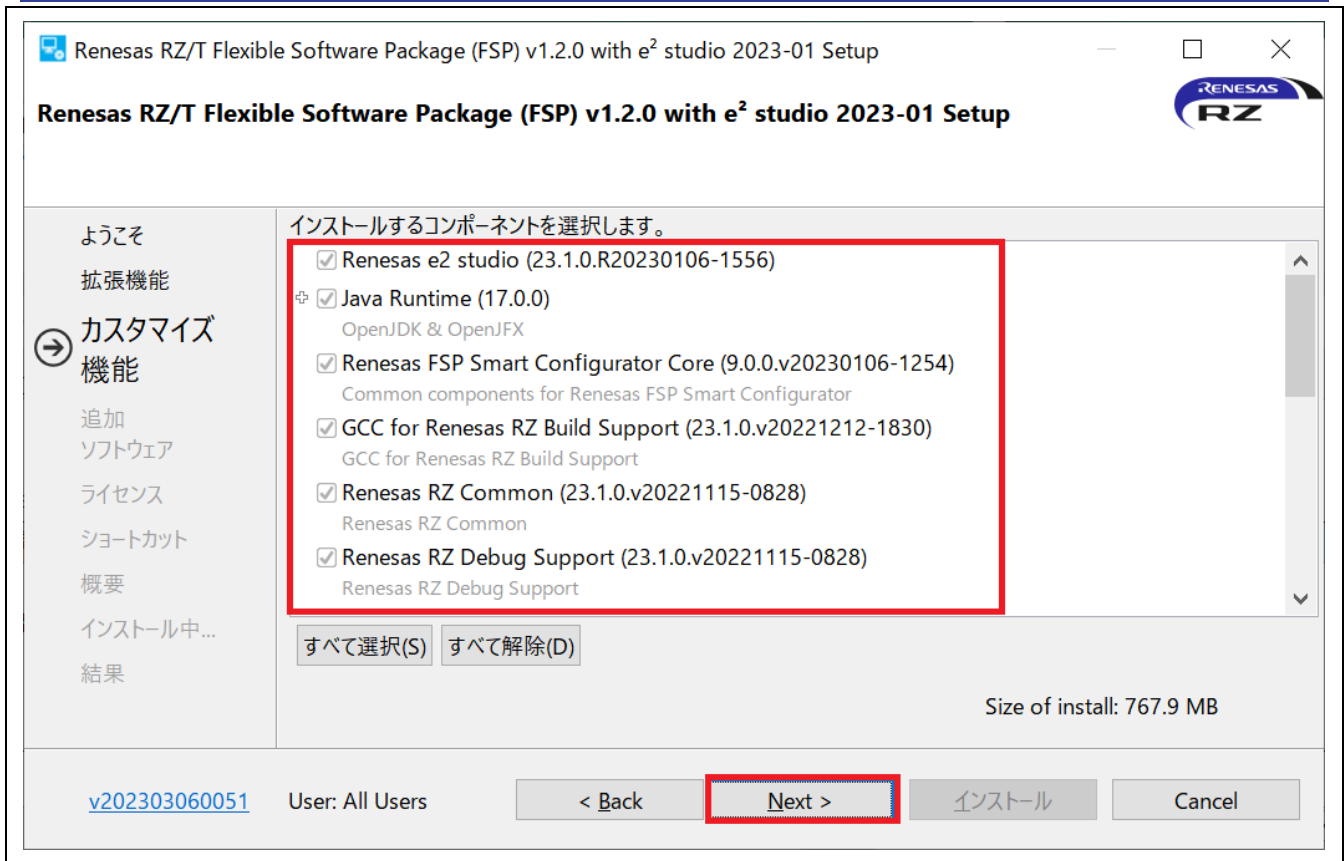 Renesas RZ/T Flexible Software Package (FSP) v1.2.0 with e² studio 2023-01 Setup
Renesas RZ/T Flexible Software Package (FSP) v1.2.0 with e² studio 2023-01 Setup
RENESAS
RZ
ようこそ
拡張機能
カスタマイズ
機能
追加
ソフトウェア
ライセンス
ショートカット
概要
インストール中...
結果
インストールするコンポーネントを選択します。
Renesas e2 studio (23.1.0.R20230106-1556)
Java Runtime (17.0.0)
OpenJDK & OpenJFX
Renesas FSP Smart Configurator Core (9.0.0.v20230106-1254)
Common components for Renesas FSP Smart Configurator
GCC for Renesas RZ Build Support (23.1.0.v20221212-1830)
GCC for Renesas RZ Build Support
Renesas RZ Common (23.1.0.v20221115-0828)
Renesas RZ Common
Renesas RZ Debug Support (23.1.0.v20221115-0828)
Renesas RZ Debug Support
すべて選択(S) すべて解除(D)
Size of install: 767.9 MB
v202303060051 User: All Users < Back Next > インストール Cancel